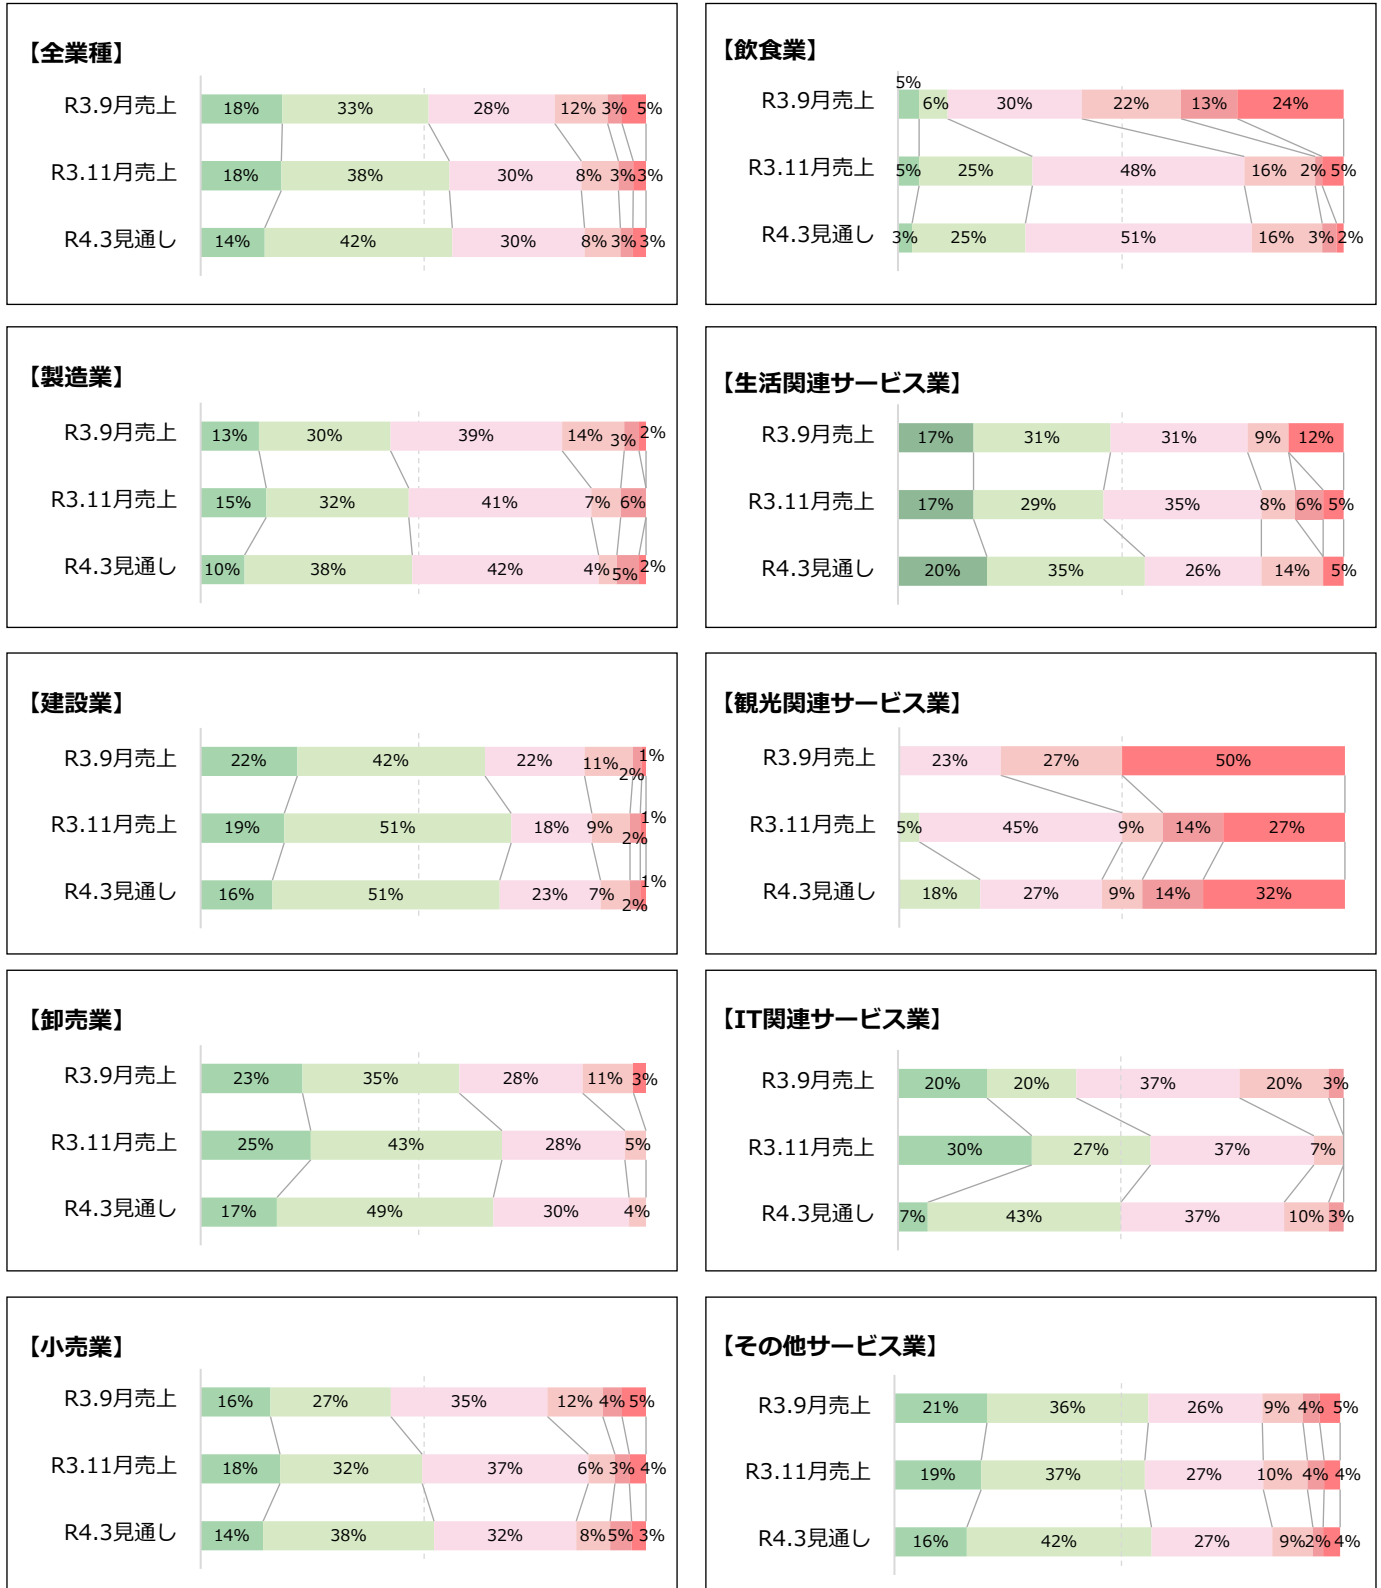 【全業種】
R3.9月売上 18% 33% 28% 12% 3% 5%
R3.11月売上 18% 38% 30% 8% 3% 3%
R4.3見通し 14% 42% 30% 8% 3% 3%
【飲食業】
R3.9月売上 5% 6% 30% 22% 13% 24%
R3.11月売上 5% 25% 48% 16% 2% 5%
R4.3見通し 3% 25% 51% 16% 3% 2%
【製造業】
R3.9月売上 13% 30% 39% 14% 3% 2%
R3.11月売上 15% 32% 41% 7% 6%
R4.3見通し 10% 38% 42% 4% 5% 2%
【生活関連サービス業】
R3.9月売上 17% 31% 31% 9% 12%
R3.11月売上 17% 29% 35% 8% 6% 5%
R4.3見通し 20% 35% 26% 14% 5%
【建設業】
R3.9月売上 22% 42% 22% 11% 2% 1%
R3.11月売上 19% 51% 18% 9% 2% 1%
R4.3見通し 16% 51% 23% 7% 2% 1%
【観光関連サービス業】
R3.9月売上 23% 27% 50%
R3.11月売上 5% 45% 9% 14% 27%
R4.3見通し 18% 27% 9% 14% 32%
【卸売業】
R3.9月売上 23% 35% 28% 11% 3%
R3.11月売上 25% 43% 28% 5%
R4.3見通し 17% 49% 30% 4%
【IT関連サービス業】
R3.9月売上 20% 20% 37% 20% 3%
R3.11月売上 30% 27% 37% 7%
R4.3見通し 7% 43% 37% 10% 3%
【小売業】
R3.9月売上 16% 27% 35% 12% 4% 5%
R3.11月売上 18% 32% 37% 6% 3% 4%
R4.3見通し 14% 38% 32% 8% 5% 3%
【その他サービス業】
R3.9月売上 21% 36% 26% 9% 4% 5%
R3.11月売上 19% 37% 27% 10% 4% 4%
R4.3見通し 16% 42% 27% 9% 2% 4%